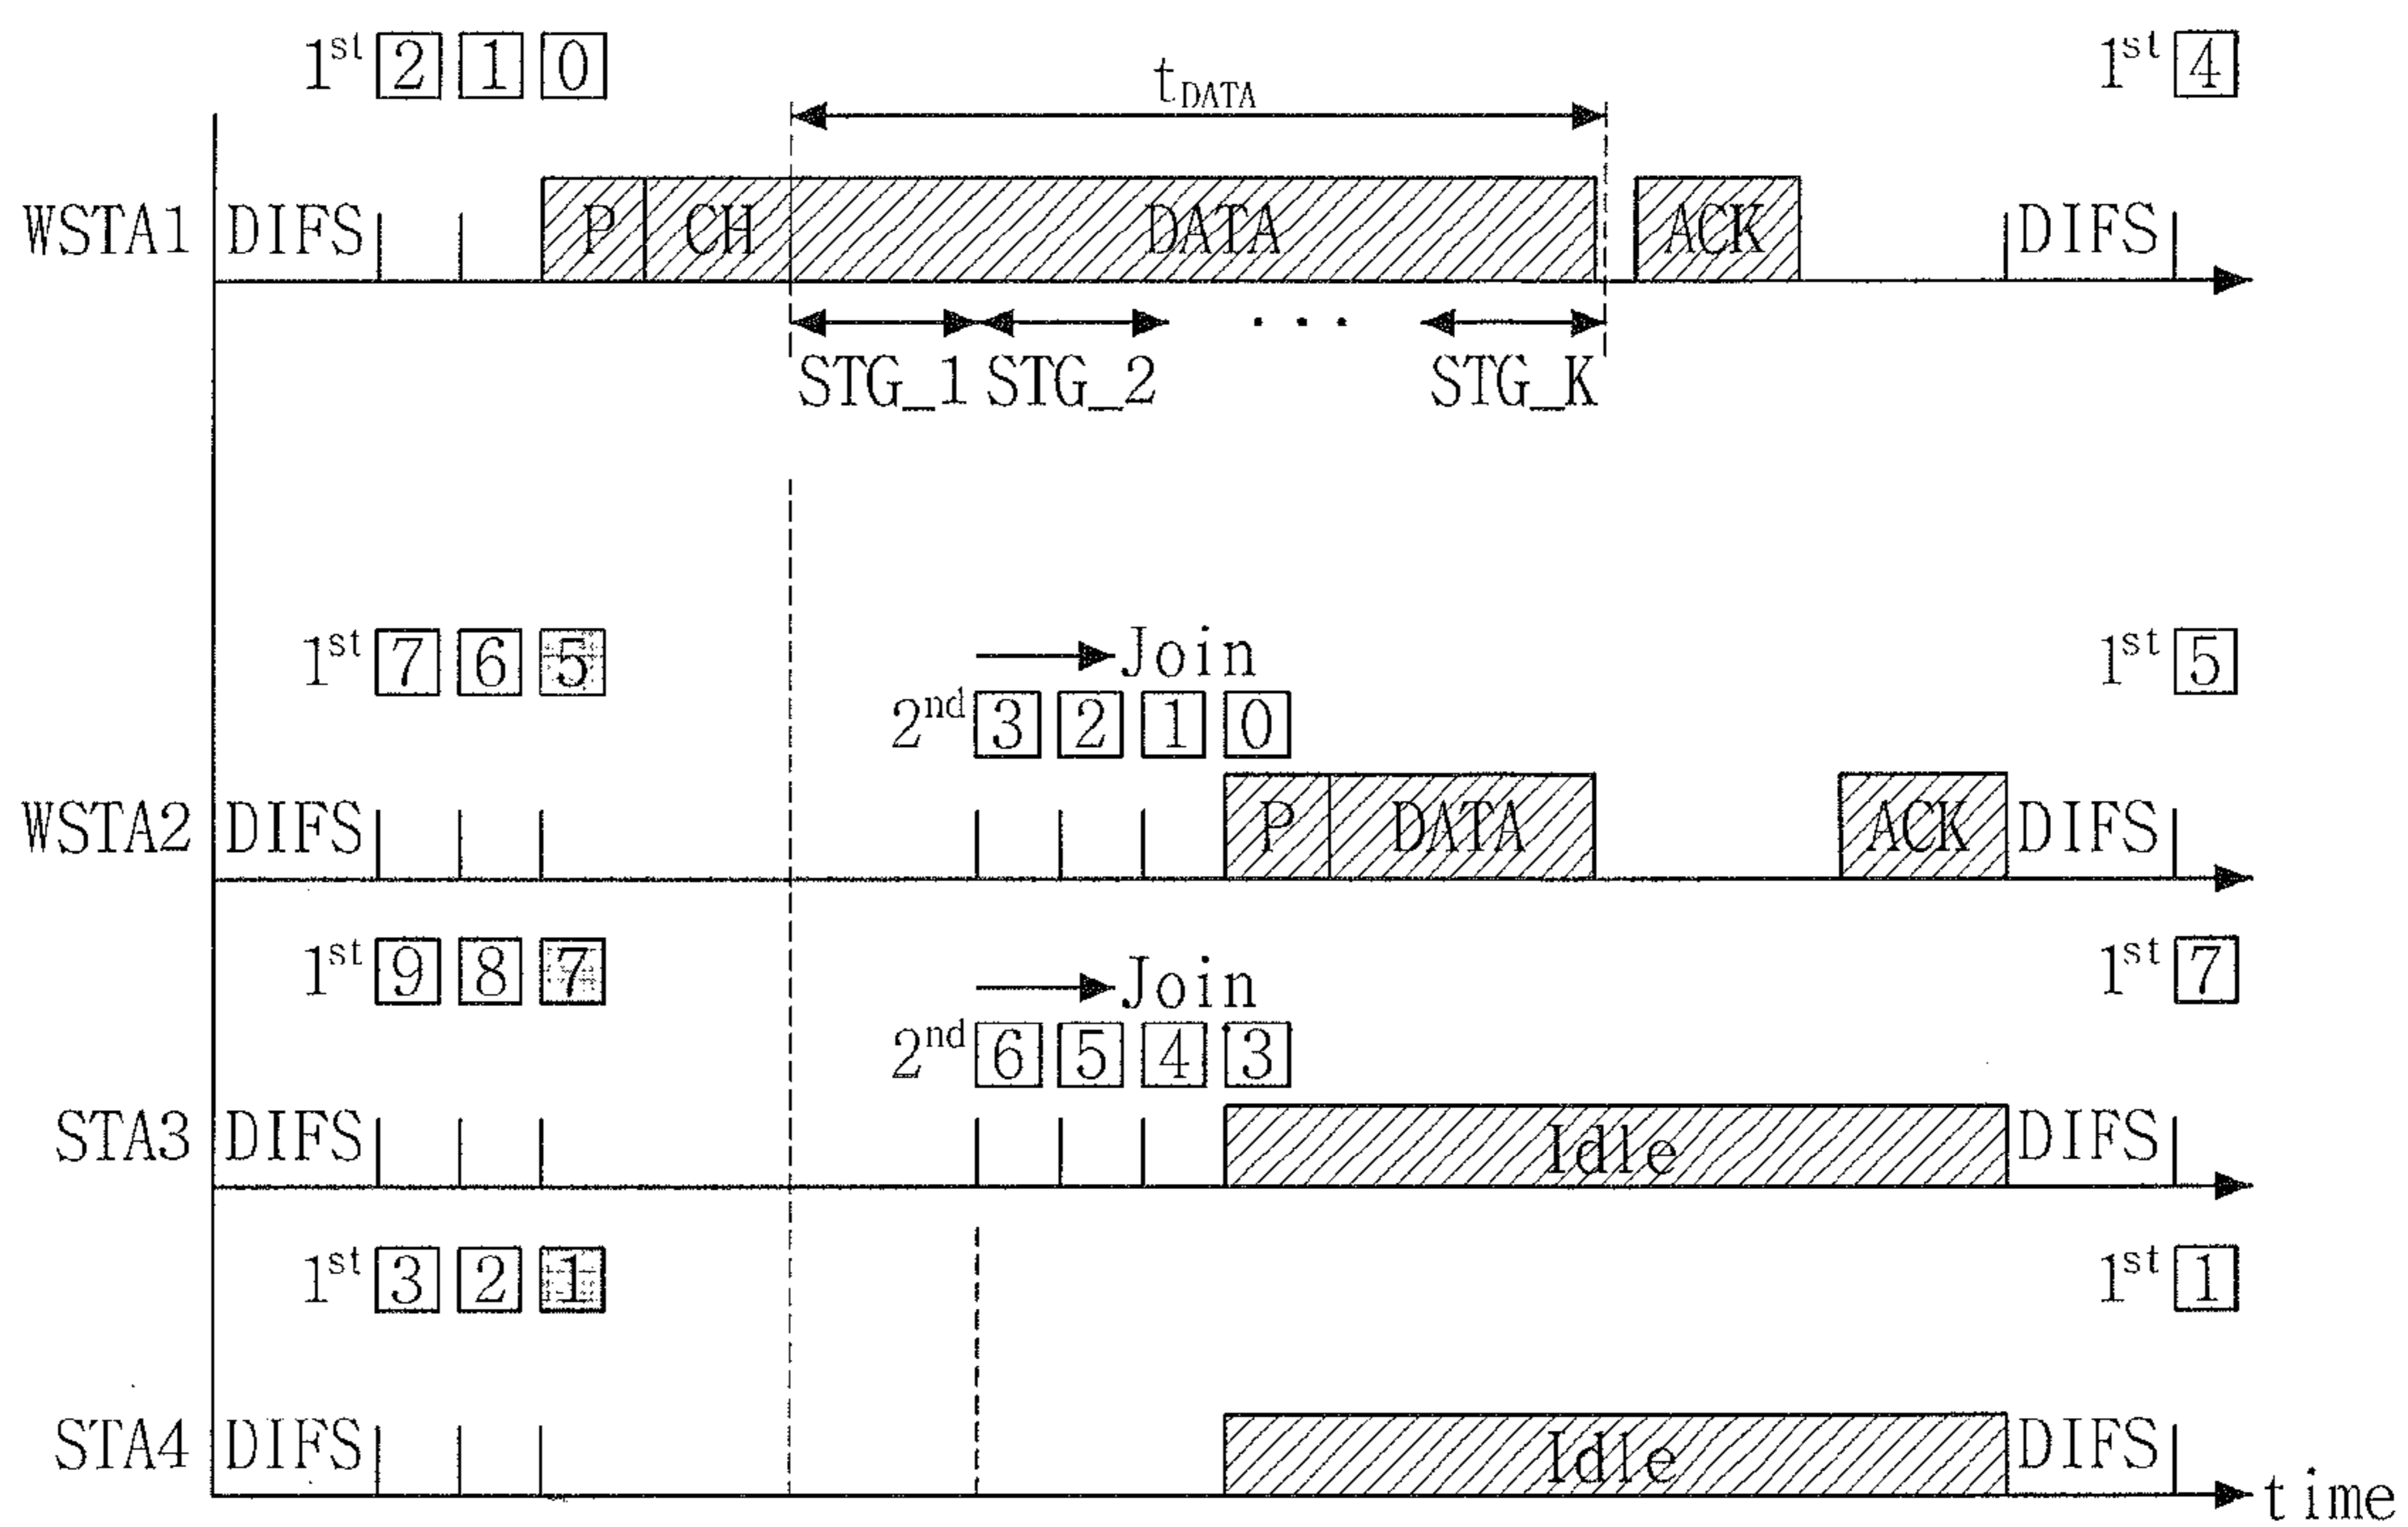 1st 2 1 0 tDATA 1st 4
WSTA1 DIFS P CH DATA ACK DIFS
STG_1 STG_2 ... STG_K
1st 7 6 5 Join 1st 5
2nd 3 2 1 0
WSTA2 DIFS P DATA ACK DIFS
1st 9 8 7 Join 1st 7
2nd 6 5 4 3
STA3 DIFS Idle DIFS
1st 3 2 1 1st 1
STA4 DIFS Idle DIFS
time